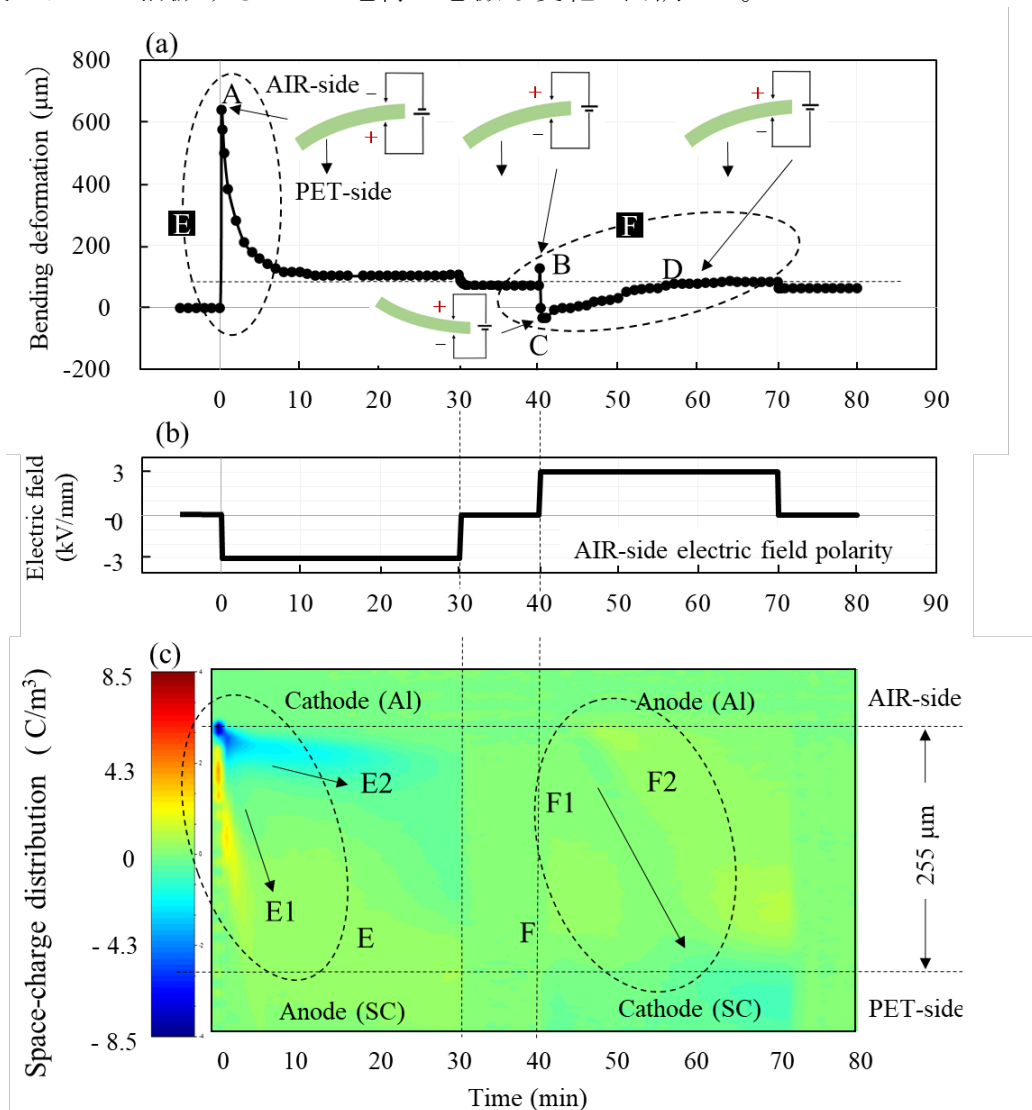 (a)
800
600
400
200
0
-200
Bending deformation (μm)
A
AIR-side
PET-side
−
+
+
−
+
−
E
F
B
C
D
+
−
0 10 20 30 40 50 60 70 80 90
(b)
Electric field
(kV/mm)
3
-0
-3
AIR-side electric field polarity
0 10 20 30 40 50 60 70 80 90
(c)
Space-charge distribution ( C/m³)
8.5
4.3
0
- 4.3
- 8.5
Cathode (Al)
Anode (Al)
AIR-side
E2
F1
F2
E1
E
F
255 μm
Anode (SC)
Cathode (SC)
PET-side
0 10 20 30 40 50 60 70 80
Time (min)